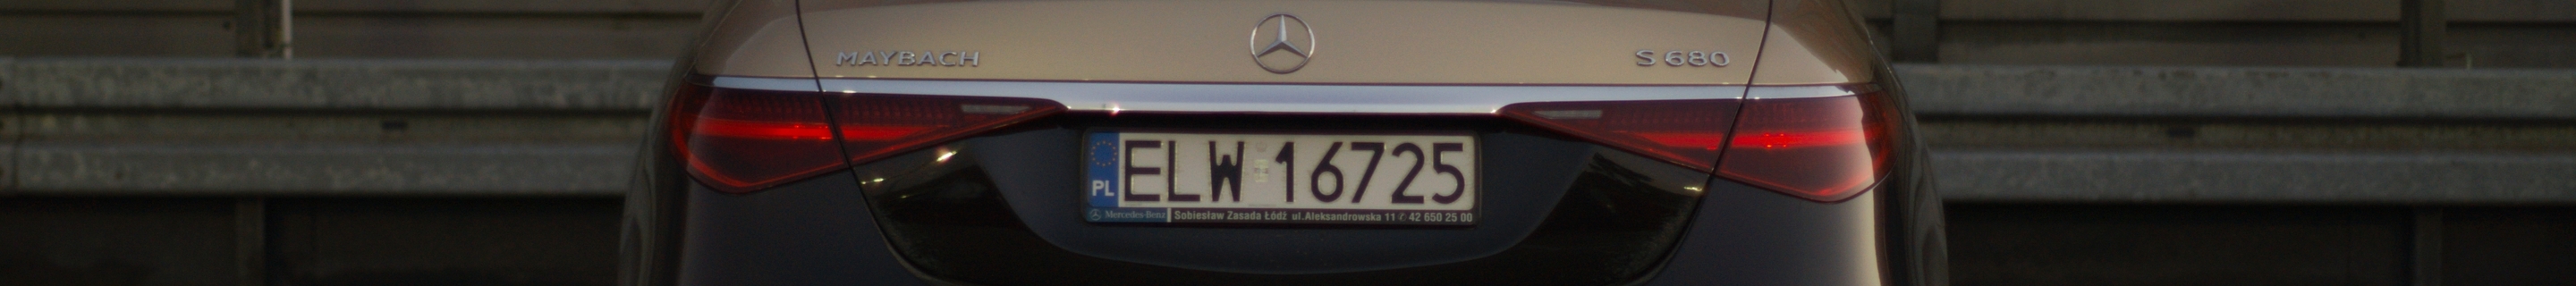 MAYBACH
S 680
PL ELW 16725
Mercedes-Benz Sobiesław Zasada Łódź ul.Aleksandrowska 11 ✆ 42 650 25 00